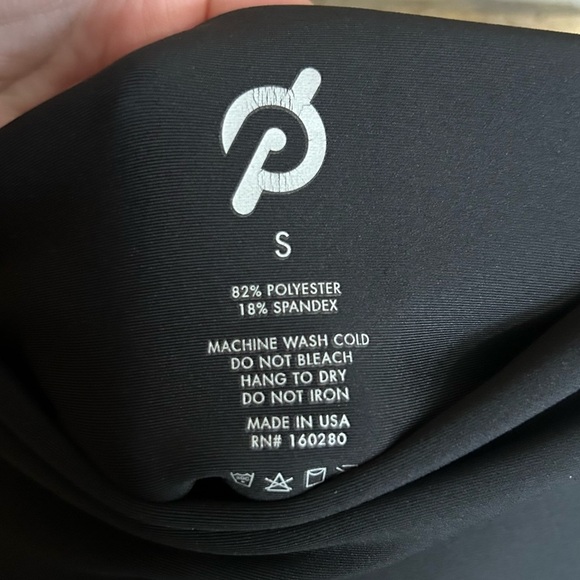 S
82% POLYESTER
18% SPANDEX
MACHINE WASH COLD
DO NOT BLEACH
HANG TO DRY
DO NOT IRON
MADE IN USA
RN# 160280